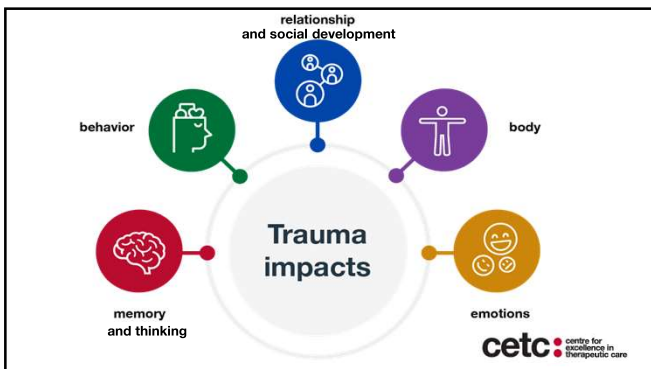 relationship
and social development
behavior
body
Trauma
impacts
memory
and thinking
emotions
cetc:
centre for
excellence in
therapeutic care